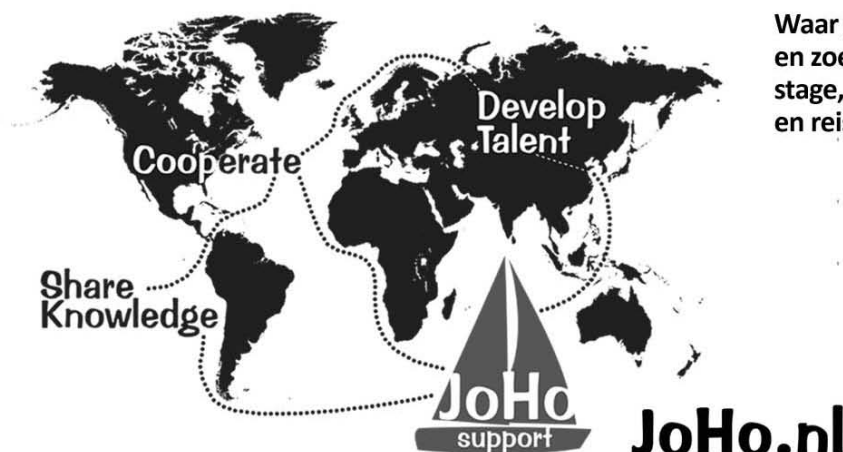 Waar
en zoe
stage,
en reis
Develop
Talent
Cooperate
Share
Knowledge
JoHo
support
JoHo.nl